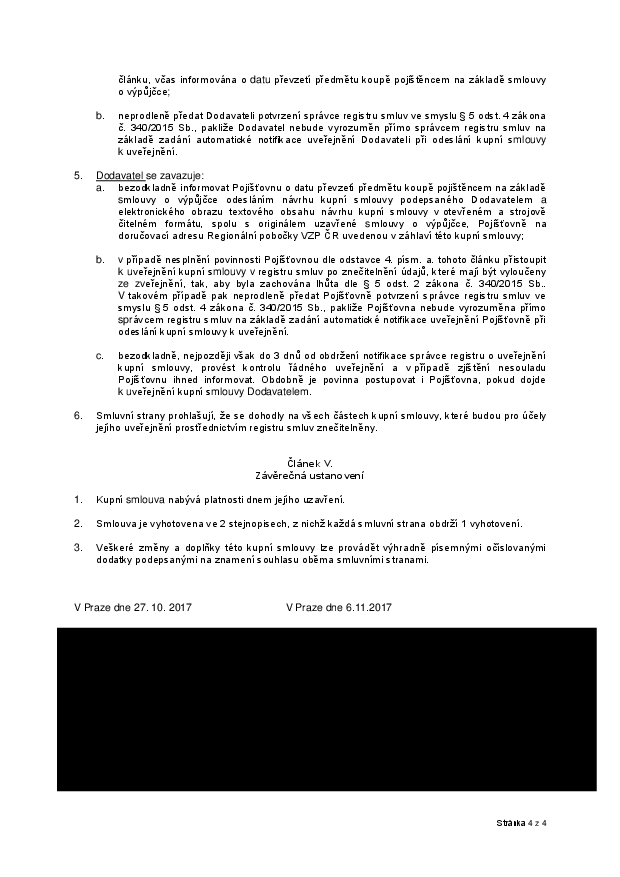 článku, včas informována o datu převzetí předmětu koupě pojištěncem na základě smlouvy
o výpůjčce;
b. neprodleně předat Dodavateli potvrzení správce registru smluv ve smyslu § 5 odst. 4 zákona
č. 340/2015 Sb., pakliže Dodavatel nebude vyrozuměn přímo správcem registru smluv na
základě zadání automatické notifikace uveřejnění Dodavateli při odeslání kupní smlouvy
k uveřejnění.
5. Dodavatel se zavazuje:
a. bezodkladně informovat Pojišťovnu o datu převzetí předmětu koupě pojištěncem na základě
smlouvy o výpůjčce odesláním návrhu kupní smlouvy podepsaného Dodavatelem a
elektronického obrazu textového obsahu návrhu kupní smlouvy v otevřeném a strojově
čitelném formátu, spolu s originálem uzavřené smlouvy o výpůjčce, Pojišťovně na
doručovací adresu Regionální pobočky VZP ČR uvedenou v záhlaví této kupní smlouvy;
b. v případě nesplnění povinnosti Pojišťovnou dle odstavce 4. písm. a. tohoto článku přistoupit
k uveřejnění kupní smlouvy v registru smluv po znečitelnění údajů, které mají být vyloučeny
ze zveřejnění, tak, aby byla zachována lhůta dle § 5 odst. 2 zákona č. 340/2015 Sb..
V takovém případě pak neprodleně předat Pojišťovně potvrzení správce registru smluv ve
smyslu § 5 odst. 4 zákona č. 340/2015 Sb., pakliže Pojišťovna nebude vyrozuměna přímo
správcem registru smluv na základě zadání automatické notifikace uveřejnění Pojišťovně při
odeslání kupní smlouvy k uveřejnění.
c. bezodkladně, nejpozději však do 3 dnů od obdržení notifikace správce registru o uveřejnění
kupní smlouvy, provést kontrolu řádného uveřejnění a v případě zjištění nesouladu
Pojišťovnu ihned informovat. Obdobně je povinna postupovat i Pojišťovna, pokud dojde
k uveřejnění kupní smlouvy Dodavatelem.
6. Smluvní strany prohlašují, že se dohodly na všech částech kupní smlouvy, které budou pro účely
jejího uveřejnění prostřednictvím registru smluv znečitelněny.
Článek V.
Závěrečná ustanovení
1. Kupní smlouva nabývá platnosti dnem jejího uzavření.
2. Smlouva je vyhotovena ve 2 stejnopisech, z nichž každá smluvní strana obdrží 1 vyhotovení.
3. Veškeré změny a doplňky této kupní smlouvy lze provádět výhradně písemnými očíslovanými
dodatky podepsanými na znamení souhlasu oběma smluvními stranami.
V Praze dne 27. 10. 2017 V Praze dne 6.11.2017
Stránka 4 z 4